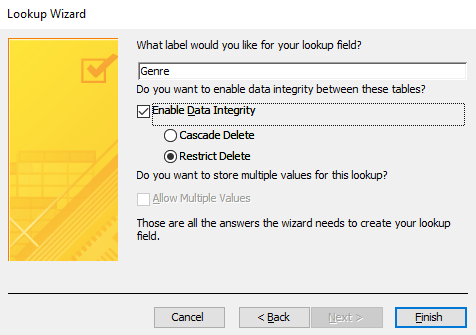 Lookup Wizard
What label would you like for your lookup field?
Genre
Do you want to enable data integrity between these tables?
Enable Data Integrity
Cascade Delete
Restrict Delete
Do you want to store multiple values for this lookup?
Allow Multiple Values
Those are all the answers the wizard needs to create your lookup
field.
Cancel
< Back
Next >
Finish